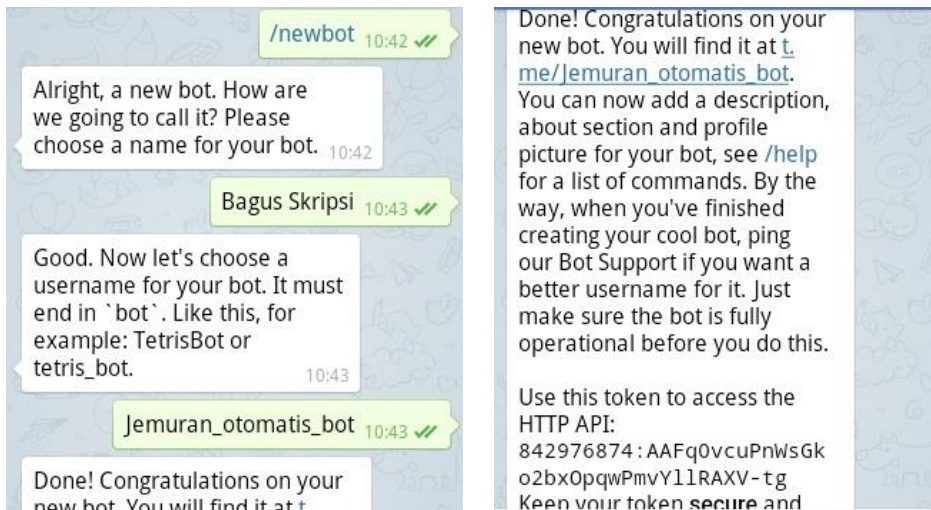 /newbot 10:42
Alright, a new bot. How are
we going to call it? Please
choose a name for your bot. 10:42
Bagus Skripsi 10:43
Good. Now let's choose a
username for your bot. It must
end in `bot`. Like this, for
example: TetrisBot or
tetris_bot. 10:43
Jemuran_otomatis_bot 10:43
Done! Congratulations on your
new bot. You will find it at t.
Done! Congratulations on your
new bot. You will find it at t.
me/Jemuran_otomatis_bot.
You can now add a description,
about section and profile
picture for your bot, see /help
for a list of commands. By the
way, when you've finished
creating your cool bot, ping
our Bot Support if you want a
better username for it. Just
make sure the bot is fully
operational before you do this.
Use this token to access the
HTTP API:
842976874:AAFqOvcuPnWsGk
o2bxOpqwPmvYllRAXV-tg
Keep your token secure and